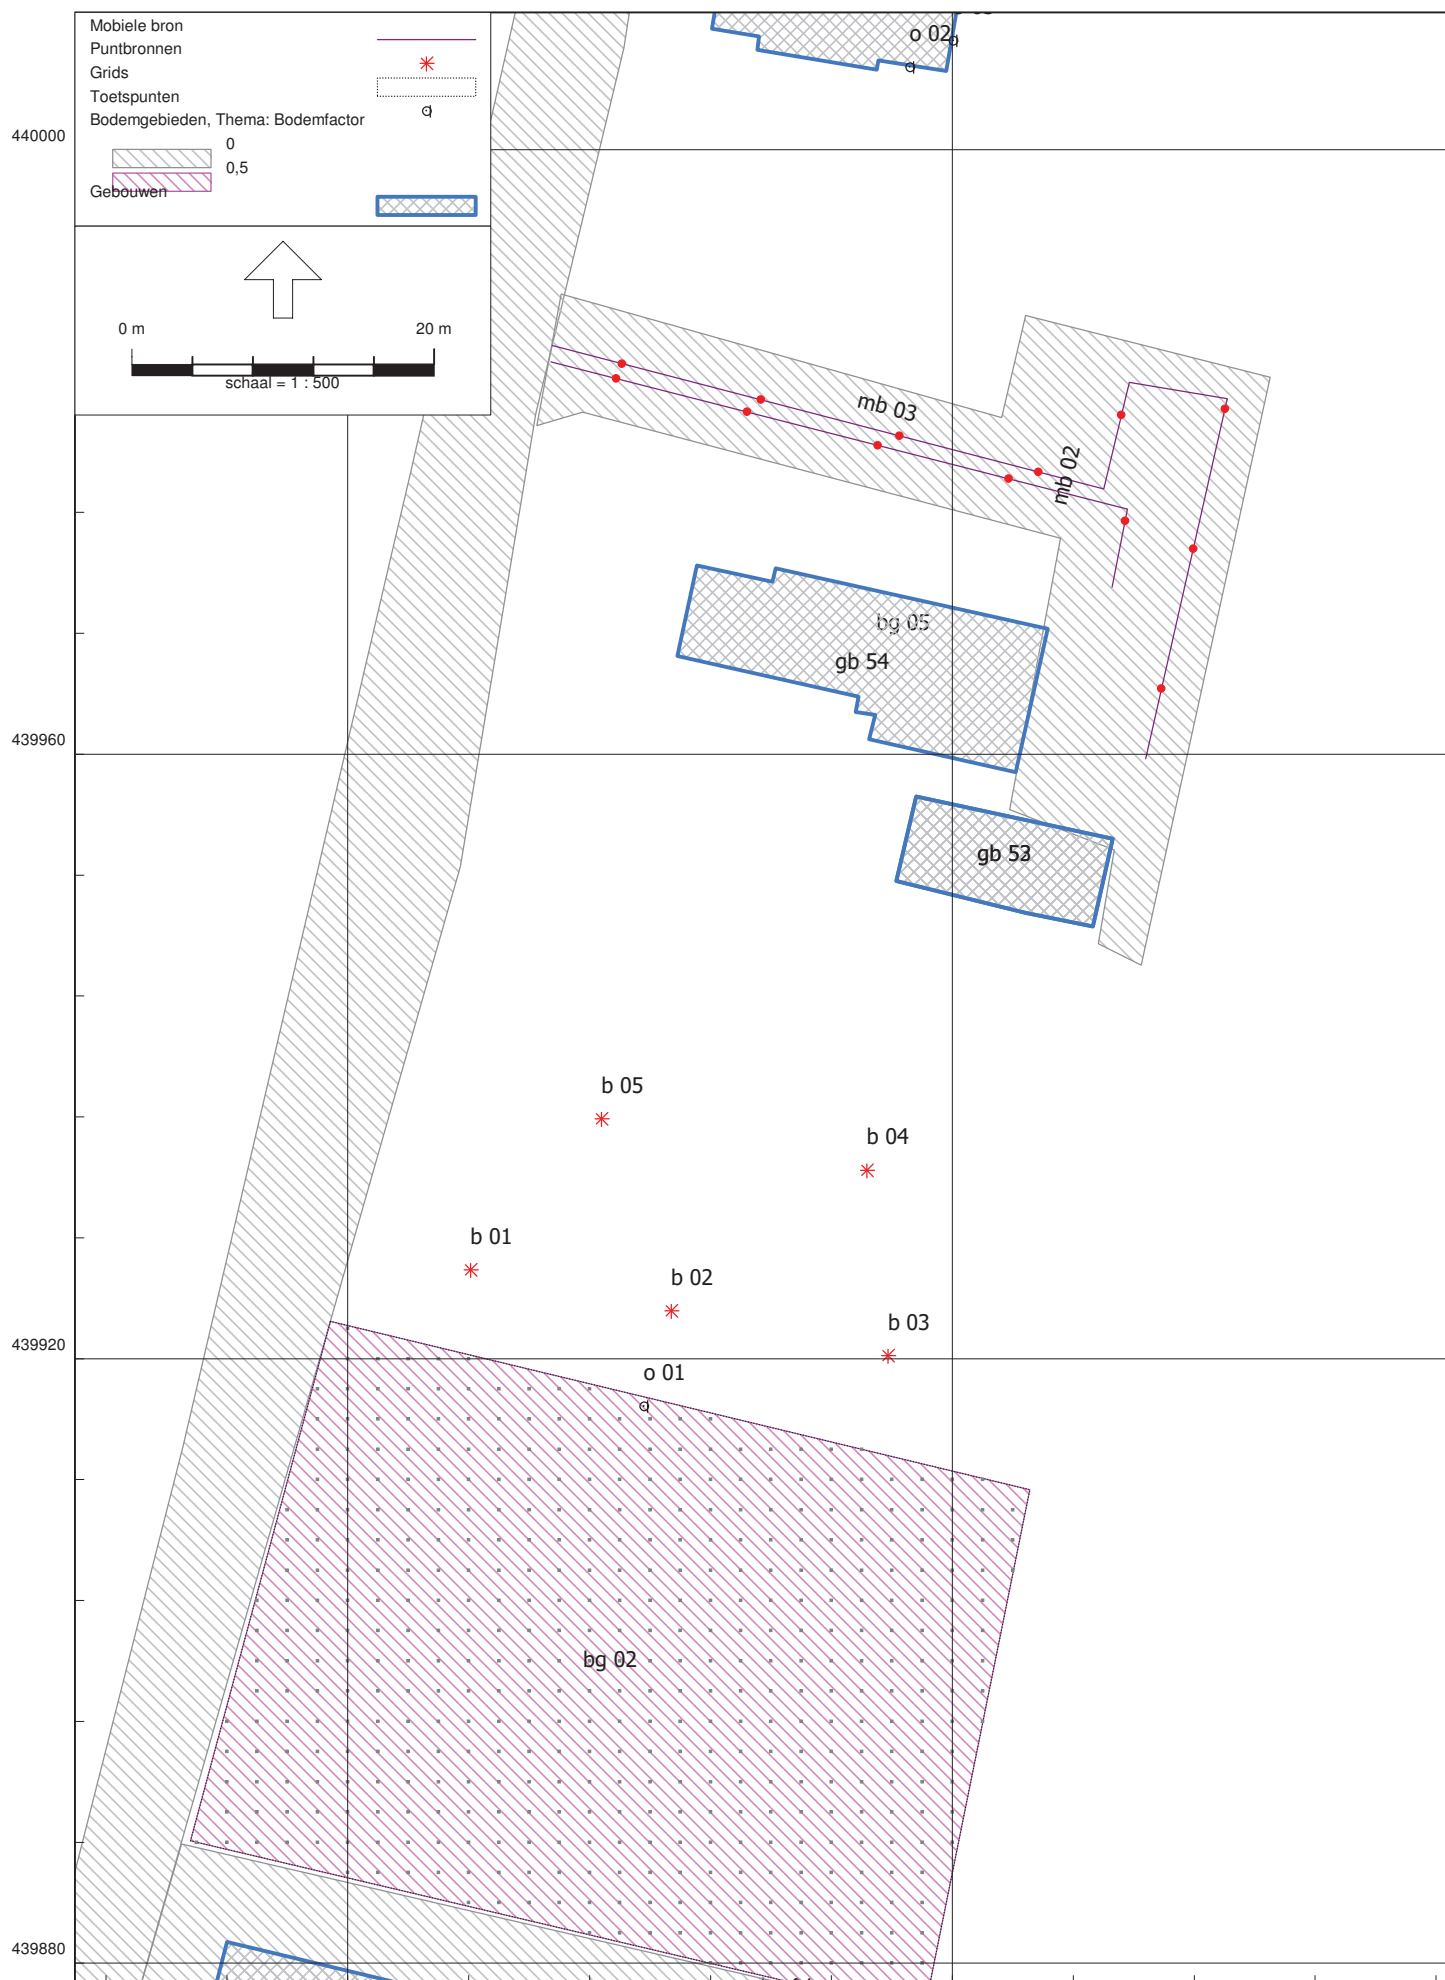 Mobiele bron
Puntbronnen
Grids
Toetspunten
Bodemgebieden, Thema: Bodemfactor
0
0,5
Gebouwen
0 m
20 m
schaal = 1 : 500
440000
439960
439920
439880
o 02
mb 03
mb 02
bg 05
gb 54
gb 53
b 05
b 04
b 01
b 02
b 03
o 01
bg 02